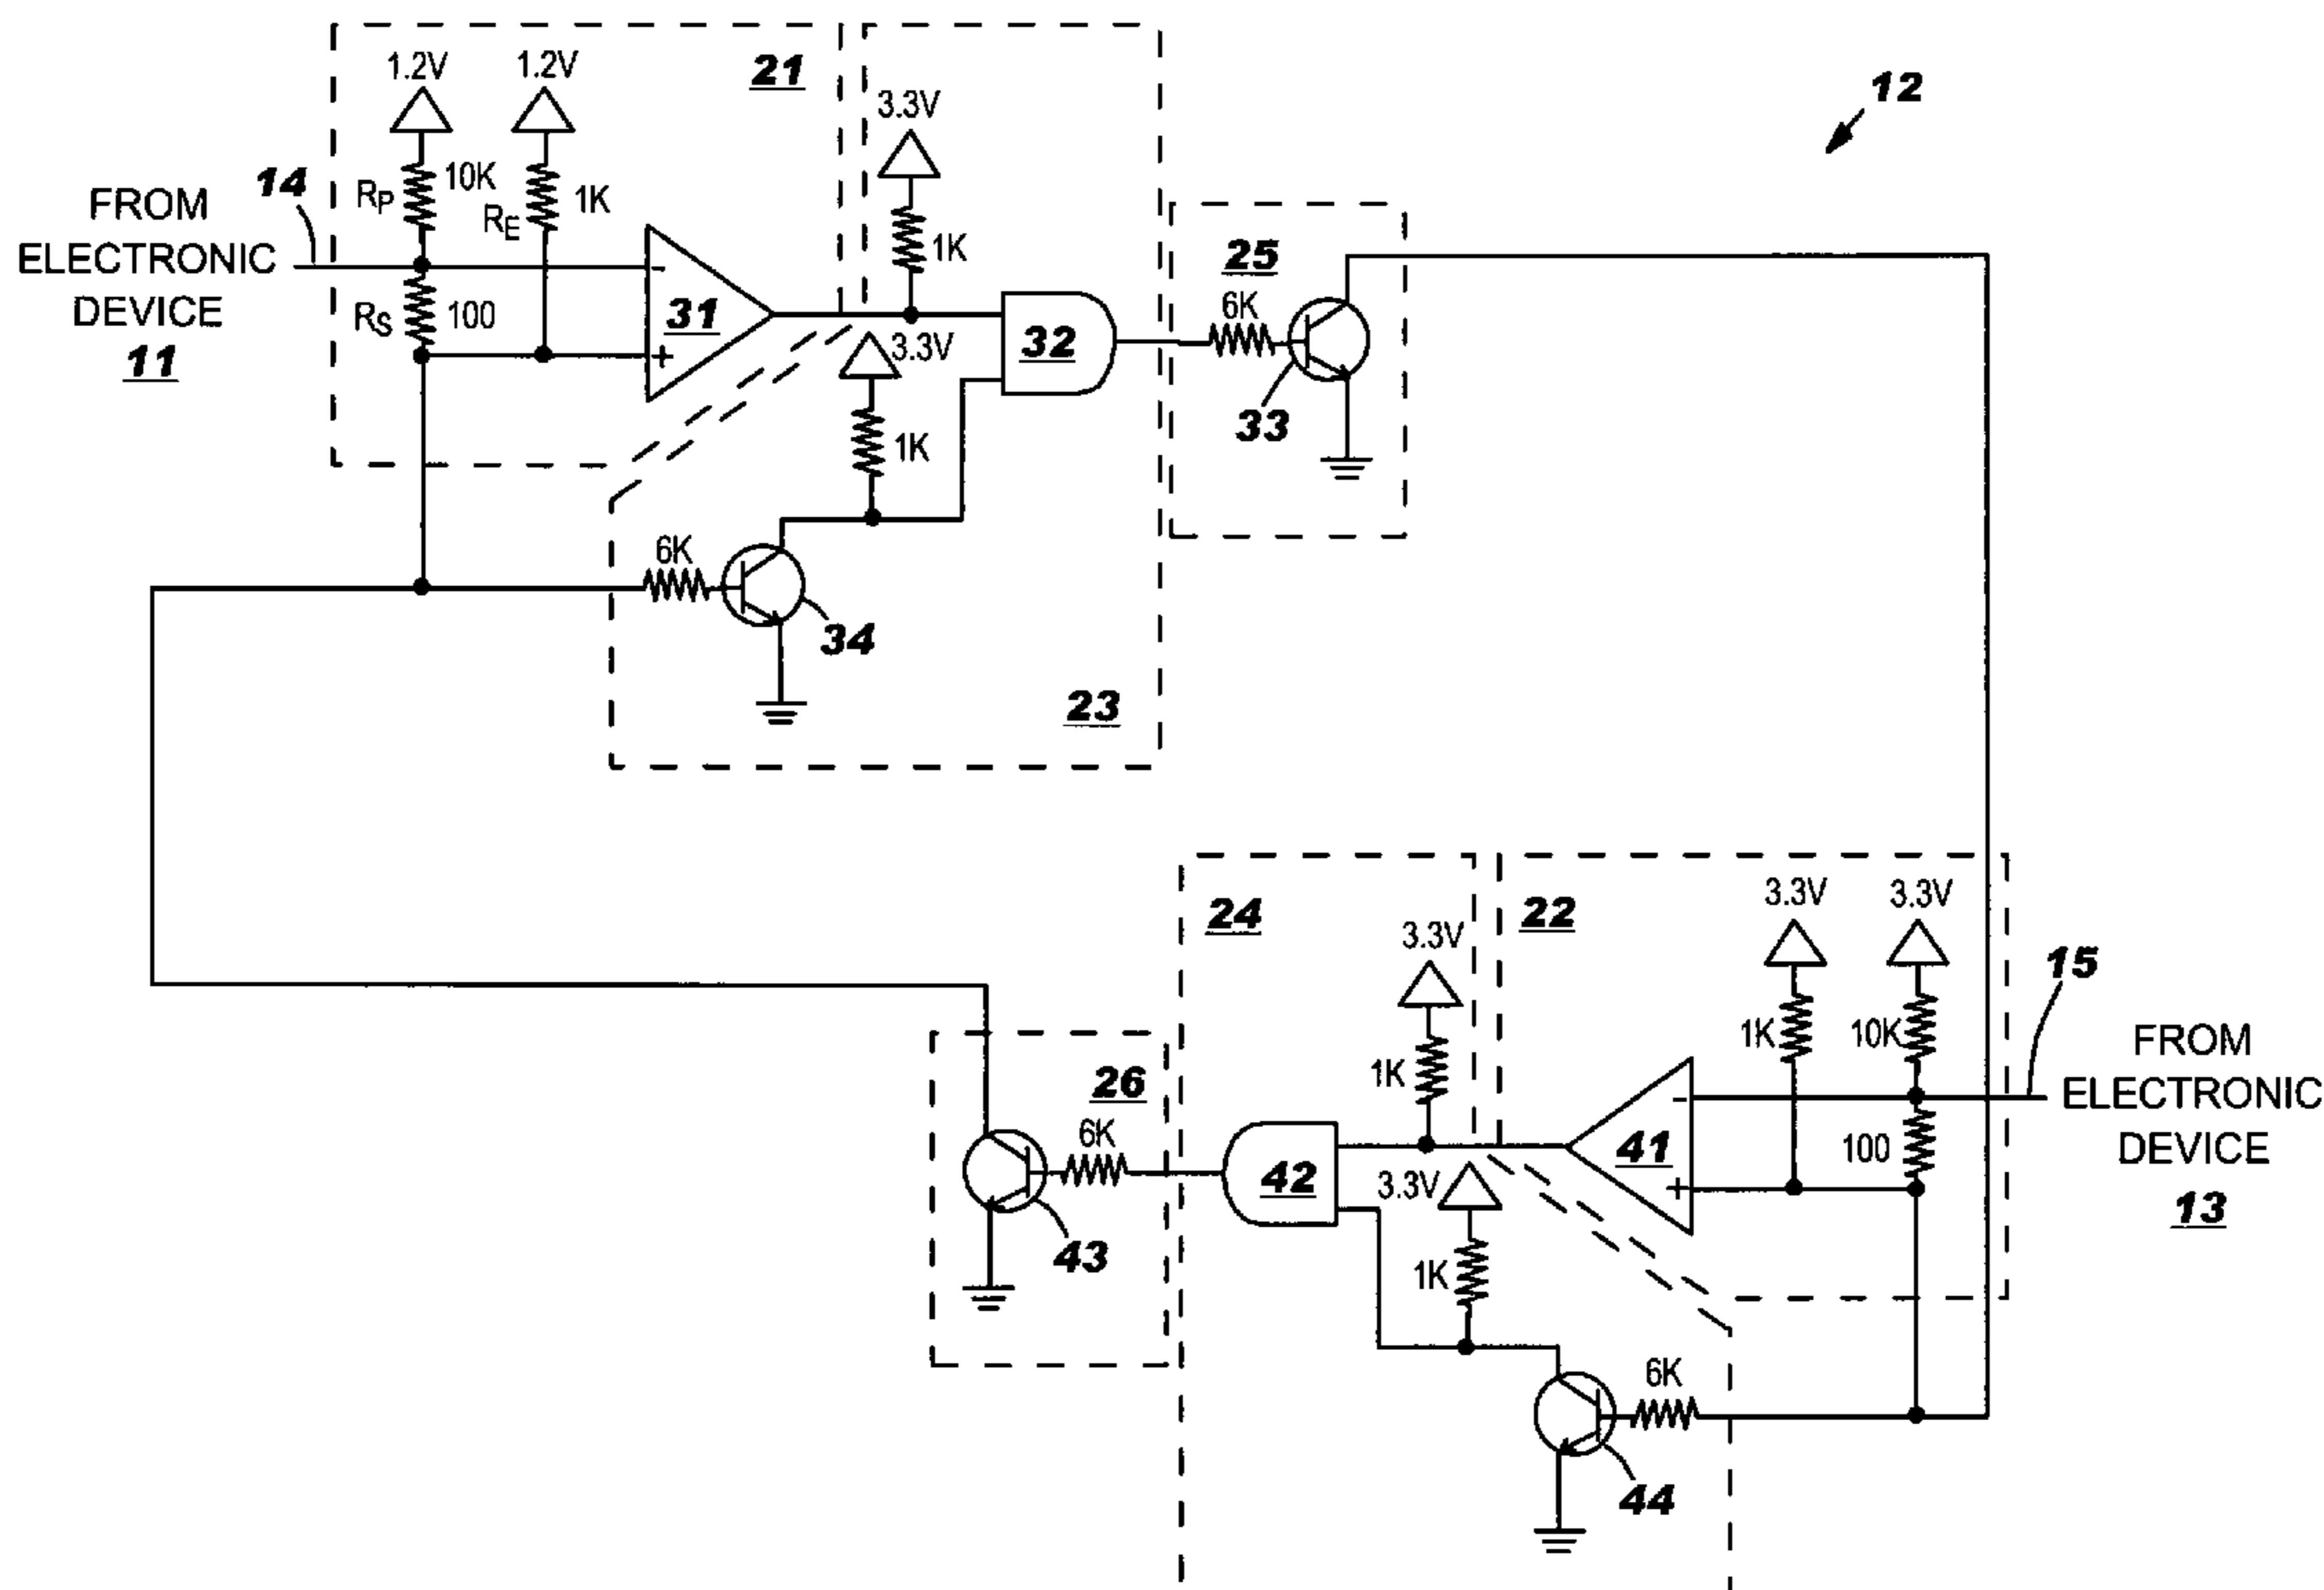 1.2V
1.2V
21
3.3V
12
14
RP
10K
RE
1K
1K
FROM
ELECTRONIC
DEVICE
11
RS
100
-
31
+
3.3V
32
25
6K
33
1K
6K
34
23
24
22
3.3V
3.3V
3.3V
15
1K
10K
1K
FROM
ELECTRONIC
DEVICE
13
26
6K
-
41
+
100
42
3.3V
43
1K
6K
44